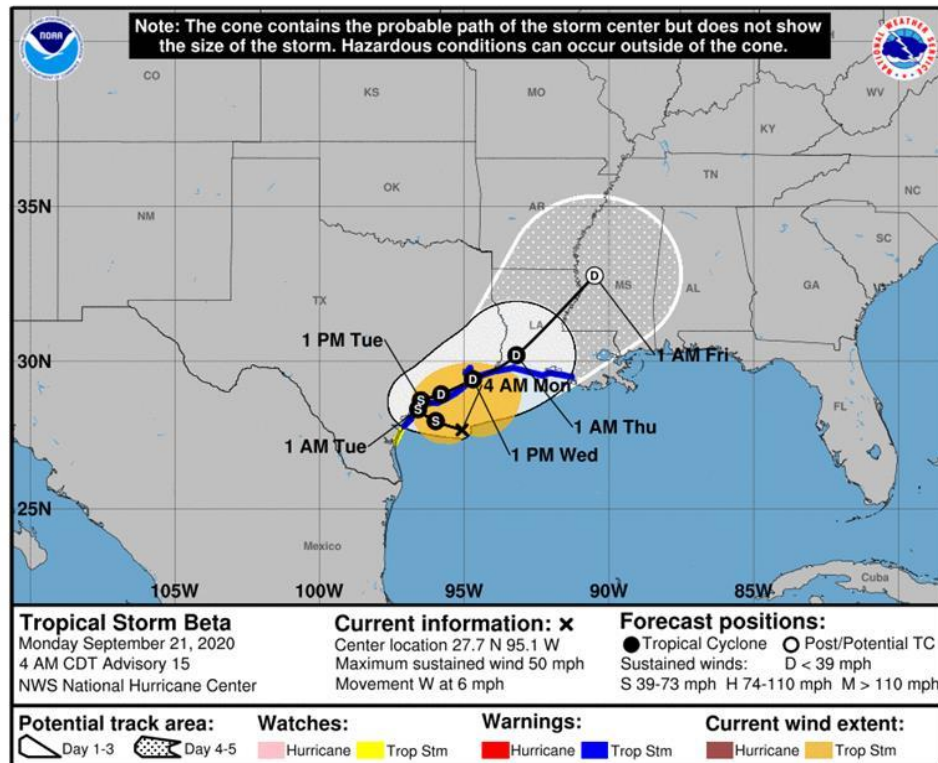 Note: The cone contains the probable path of the storm center but does not show
the size of the storm. Hazardous conditions can occur outside of the cone.
NOAA
NATIONAL WEATHER SERVICE
CO
KS
MO
WV
KY
OK
TN
NC
35N
NM
AR
SC
D
MS
AL
GA
TX
LA
1 PM Tue
D
1 AM Fri
30N
S
D
D
4 AM Mon
S
S
FL
1 AM Tue
1 AM Thu
1 PM Wed
25N
Mexico
Cuba
105W
100W
95W
90W
85W
Tropical Storm Beta
Monday September 21, 2020
4 AM CDT Advisory 15
NWS National Hurricane Center
Current information: ×
Center location 27.7 N 95.1 W
Maximum sustained wind 50 mph
Movement W at 6 mph
Forecast positions:
Tropical Cyclone Post/Potential TC
Sustained winds: D < 39 mph
S 39-73 mph H 74-110 mph M > 110 mph
Potential track area:
Day 1-3 Day 4-5
Watches:
Hurricane Trop Stm
Warnings:
Hurricane Trop Stm
Current wind extent:
Hurricane Trop Stm